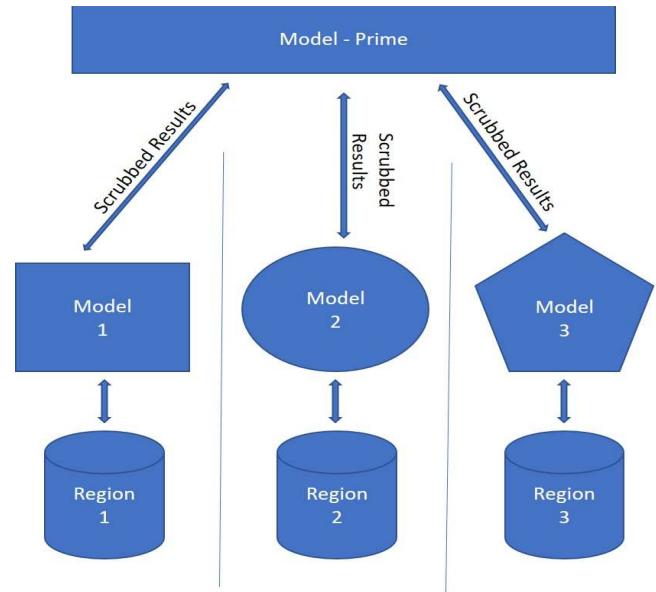 Model - Prime
Scrubbed Results
Scrubbed
Results
Scrubbed Results
Model
1
Model
2
Model
3
Region
1
Region
2
Region
3